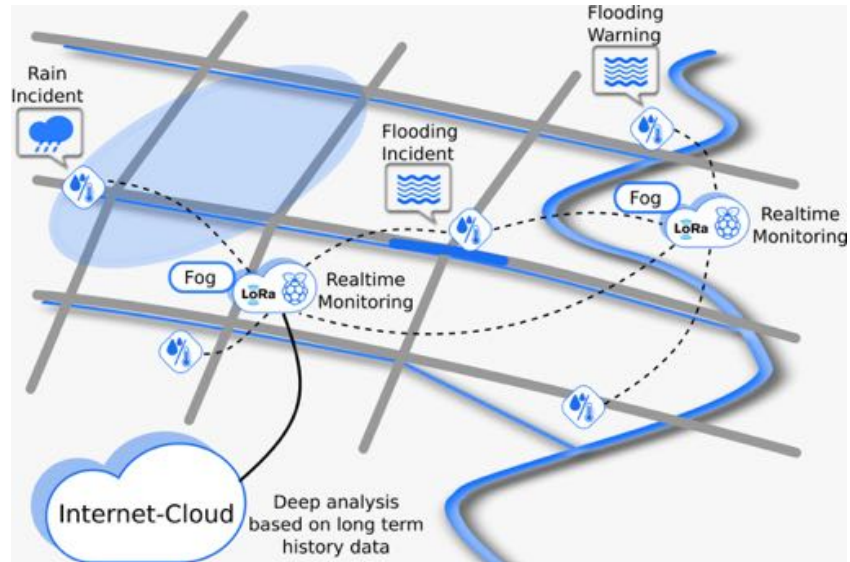 Flooding
Warning
Rain
Incident
Flooding
Incident
Fog
LoRa
Realtime
Monitoring
Fog
LoRa
Realtime
Monitoring
Internet-Cloud
Deep analysis
based on long term
history data